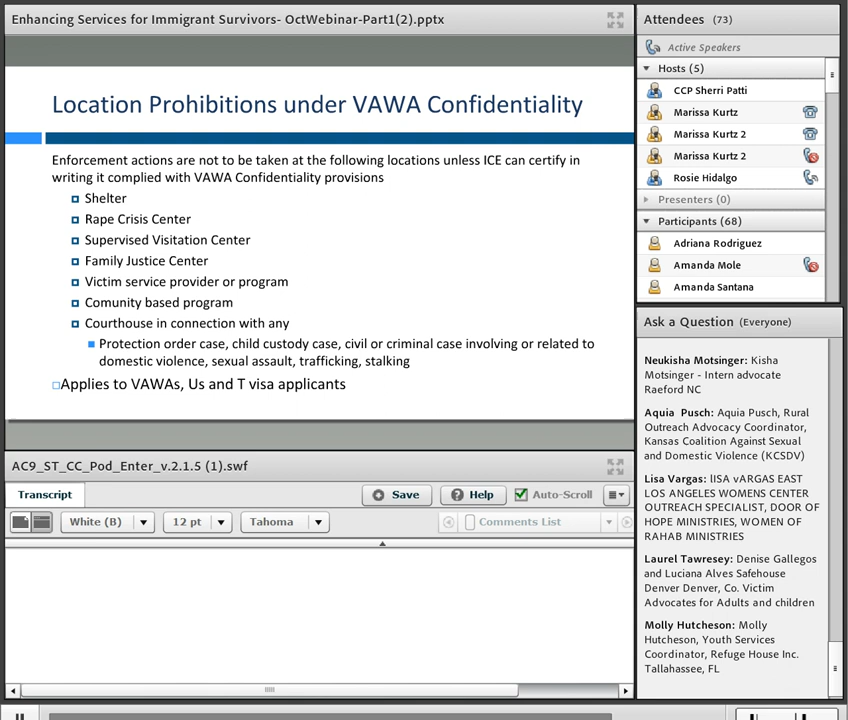 Enhancing Services for Immigrant Survivors- OctWebinar-Part1(2).pptx
Location Prohibitions under VAWA Confidentiality
Enforcement actions are not to be taken at the following locations unless ICE can certify in
writing it complied with VAWA Confidentiality provisions
Shelter
Rape Crisis Center
Supervised Visitation Center
Family Justice Center
Victim service provider or program
Comunity based program
Courthouse in connection with any
Protection order case, child custody case, civil or criminal case involving or related to
domestic violence, sexual assault, trafficking, stalking
Applies to VAWAs, Us and T visa applicants
AC9_ST_CC_Pod_Enter_v.2.1.5 (1).swf
Transcript
Save
Help
Auto-Scroll
White (B)
12 pt
Tahoma
Comments List
Attendees (73)
Active Speakers
Hosts (5)
CCP Sherri Patti
Marissa Kurtz
Marissa Kurtz 2
Marissa Kurtz 2
Rosie Hidalgo
Presenters (0)
Participants (68)
Adriana Rodriguez
Amanda Mole
Amanda Santana
Ask a Question (Everyone)
Neukisha Motsinger: Kisha
Motsinger - Intern advocate
Raeford NC
Aquia Pusch: Aquia Pusch, Rural
Outreach Advocacy Coordinator,
Kansas Coalition Against Sexual
and Domestic Violence (KCSDV)
Lisa Vargas: lISA vARGAS EAST
LOS ANGELES WOMENS CENTER
OUTREACH SPECIALIST, DOOR OF
HOPE MINISTRIES, WOMEN OF
RAHAB MINISTRIES
Laurel Tawresey: Denise Gallegos
and Luciana Alves Safehouse
Denver Denver, Co. Victim
Advocates for Adults and children
Molly Hutcheson: Molly
Hutcheson, Youth Services
Coordinator, Refuge House Inc.
Tallahassee, FL